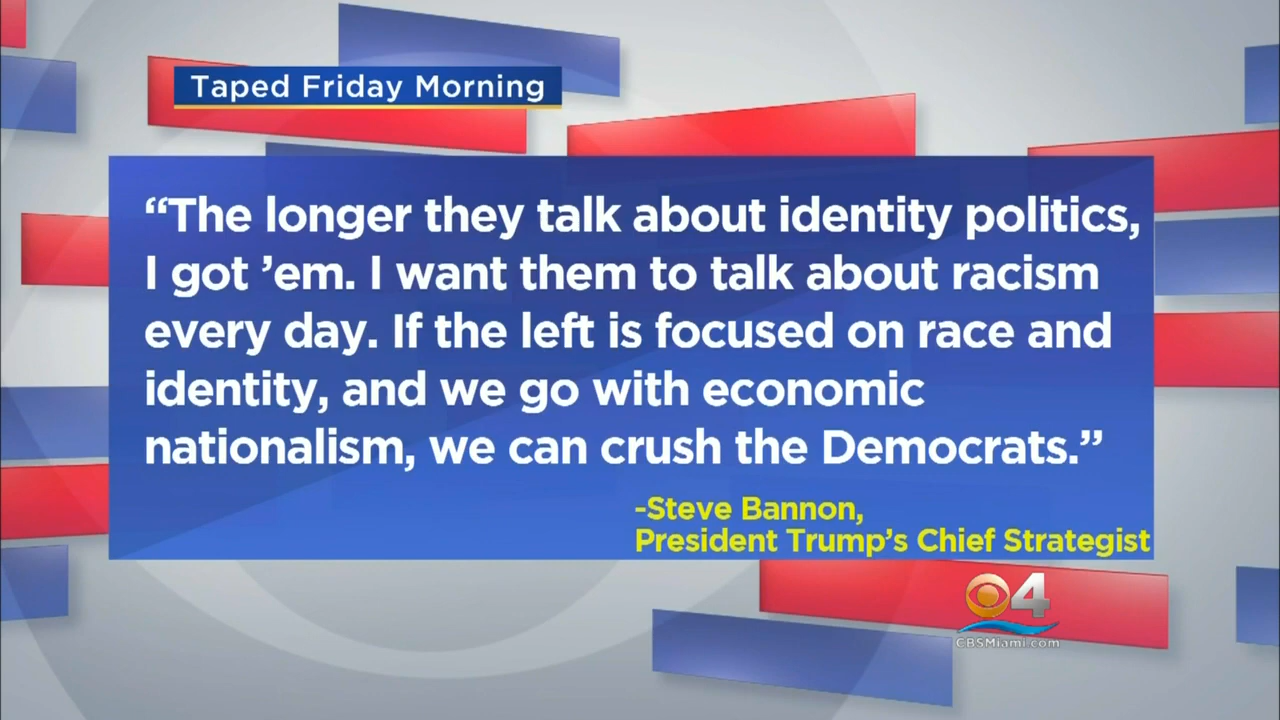 Taped Friday Morning
“The longer they talk about identity politics,
I got ’em. I want them to talk about racism
every day. If the left is focused on race and
identity, and we go with economic
nationalism, we can crush the Democrats.”
-Steve Bannon,
President Trump’s Chief Strategist
4
CBSMiami.com